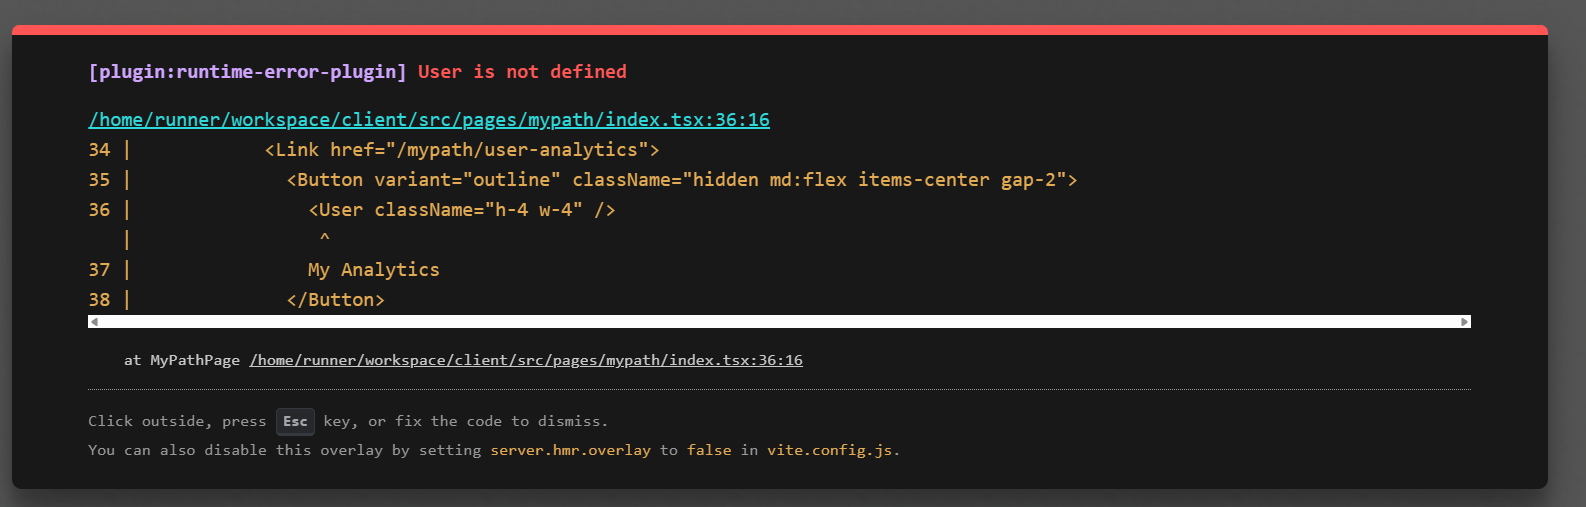 [plugin:runtime-error-plugin] User is not defined
/home/runner/workspace/client/src/pages/mypath/index.tsx:36:16
34 |            <Link href="/mypath/user-analytics">
35 |              <Button variant="outline" className="hidden md:flex items-center gap-2">
36 |                <User className="h-4 w-4" />
   |                 ^
37 |                My Analytics
38 |              </Button>
at MyPathPage /home/runner/workspace/client/src/pages/mypath/index.tsx:36:16
Click outside, press Esc key, or fix the code to dismiss.
You can also disable this overlay by setting server.hmr.overlay to false in vite.config.js.